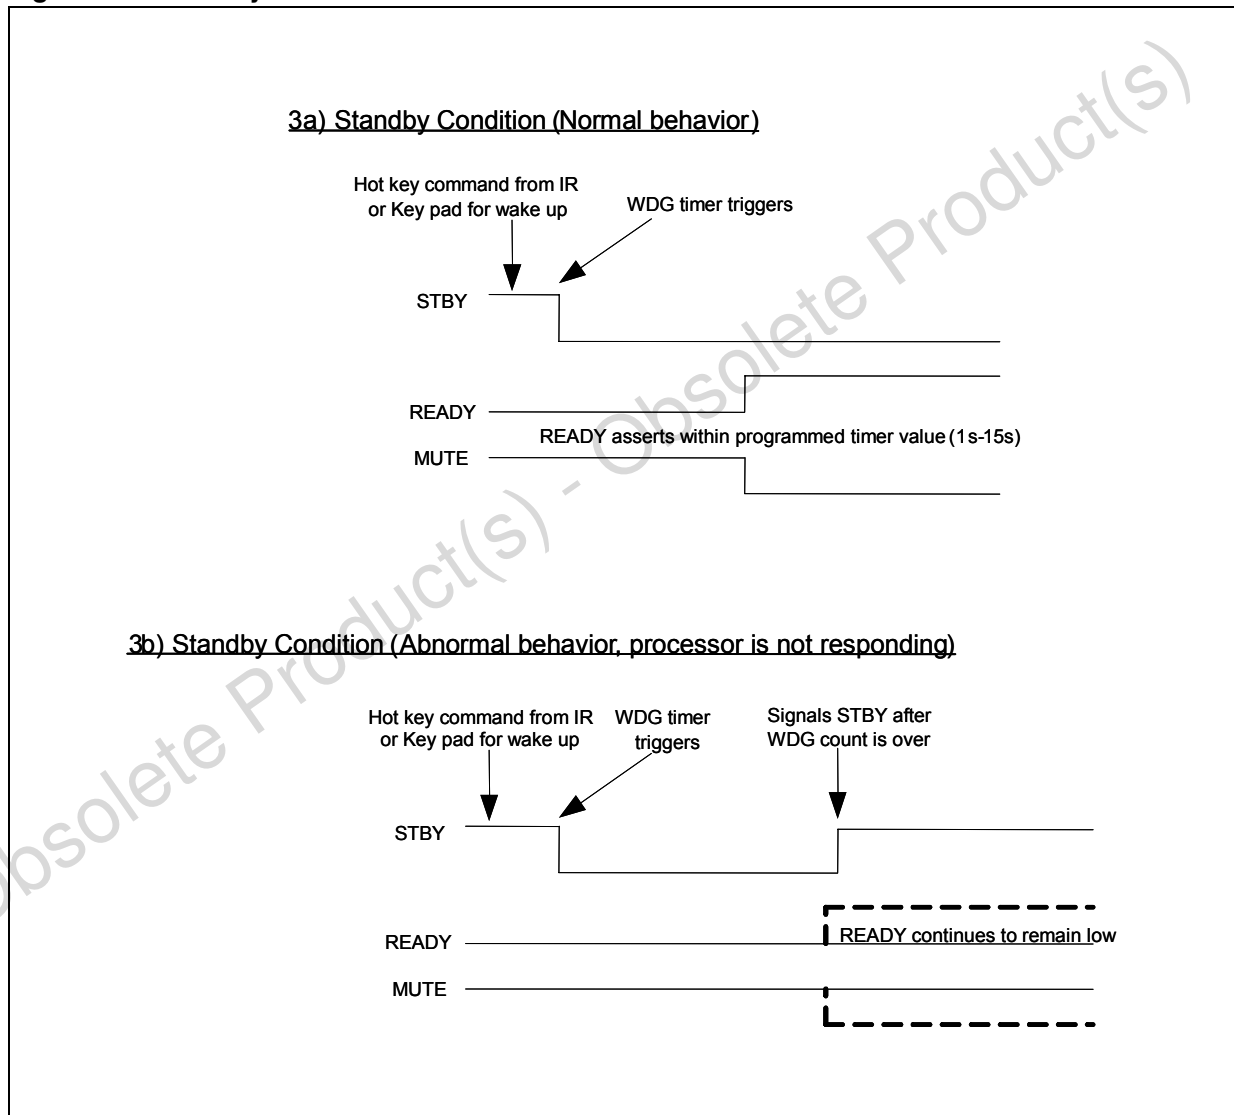 3a) Standby Condition (Normal behavior)
Hot key command from IR
or Key pad for wake up
WDG timer triggers
STBY
READY
READY asserts within programmed timer value (1s-15s)
MUTE
3b) Standby Condition (Abnormal behavior, processor is not responding)
Hot key command from IR
or Key pad for wake up
WDG timer
triggers
Signals STBY after
WDG count is over
STBY
READY
READY continues to remain low
MUTE
Obsolete Product(s) - Obsolete Product(s)